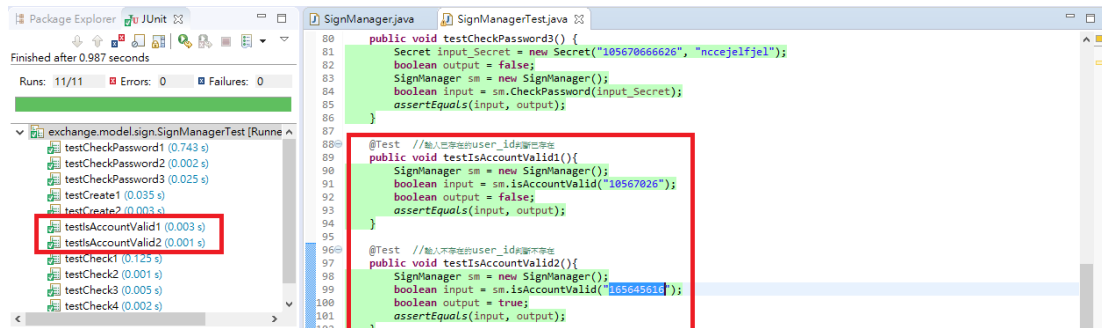 Package Explorer JUnit
Finished after 0.987 seconds
Runs: 11/11 Errors: 0 Failures: 0
exchange.model.sign.SignManagerTest [Runne
testCheckPassword1 (0.743 s)
testCheckPassword2 (0.002 s)
testCheckPassword3 (0.025 s)
testCreate1 (0.035 s)
testCreate2 (0.003 s)
testIsAccountValid1 (0.003 s)
testIsAccountValid2 (0.001 s)
testCheck1 (0.125 s)
testCheck2 (0.001 s)
testCheck3 (0.005 s)
testCheck4 (0.002 s)
SignManager.java SignManagerTest.java
80 public void testCheckPassword3() {
81 Secret input_Secret = new Secret("105670666626", "nccejelfjel");
82 boolean output = false;
83 SignManager sm = new SignManager();
84 boolean input = sm.CheckPassword(input_Secret);
85 assertEquals(input, output);
86 }
87
88 @Test //輸入已存在的user_id判斷已存在
89 public void testIsAccountValid1(){
90 SignManager sm = new SignManager();
91 boolean input = sm.isAccountValid("10567026");
92 boolean output = false;
93 assertEquals(input, output);
94 }
95
96 @Test //輸入不存在的user_id判斷不存在
97 public void testIsAccountValid2(){
98 SignManager sm = new SignManager();
99 boolean input = sm.isAccountValid("165645616");
100 boolean output = true;
101 assertEquals(input, output);
102 }